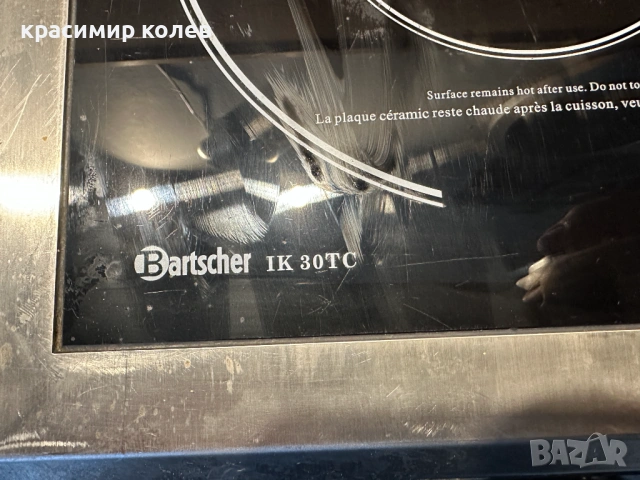 красимир колев
Surface remains hot after use. Do not to
La plaque céramic reste chaude après la cuisson, veu
Bartscher IK 30TC
BAZAR